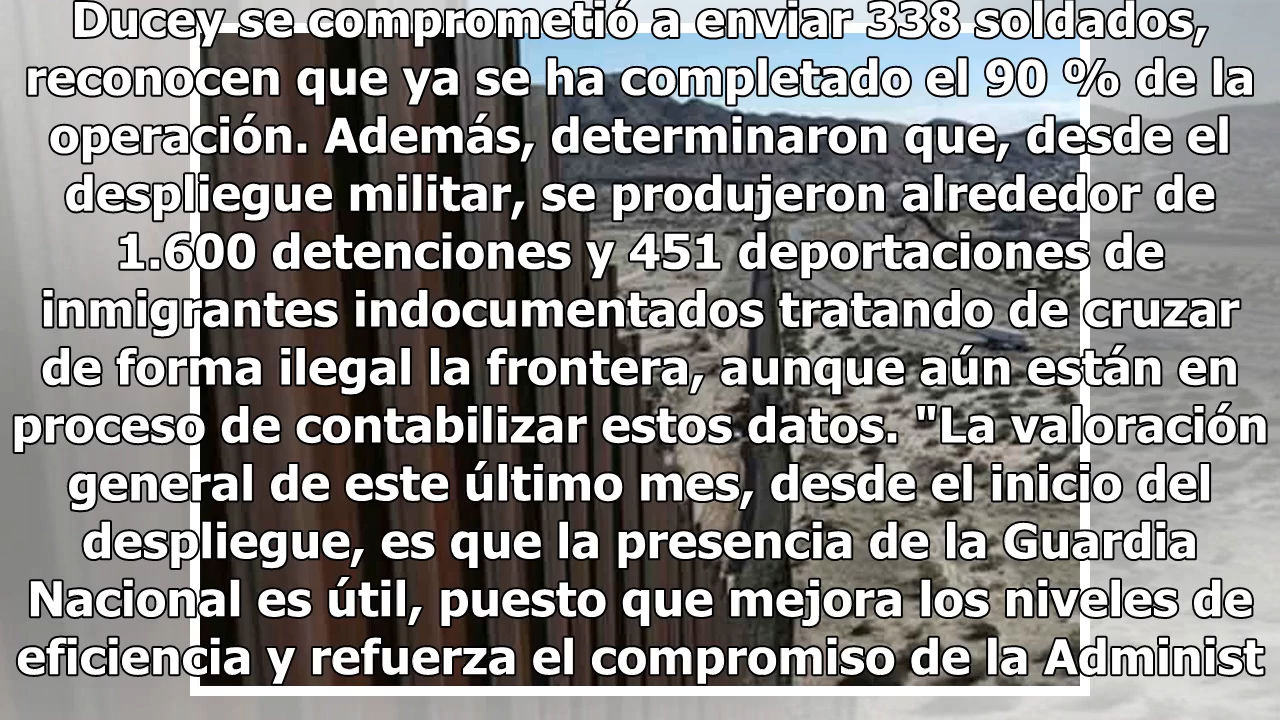 Ducey se comprometió a enviar 338 soldados,
reconocen que ya se ha completado el 90 % de la
operación. Además, determinaron que, desde el
despliegue militar, se produjeron alrededor de
1.600 detenciones y 451 deportaciones de
inmigrantes indocumentados tratando de cruzar
de forma ilegal la frontera, aunque aún están en
proceso de contabilizar estos datos. "La valoración
general de este último mes, desde el inicio del
despliegue, es que la presencia de la Guardia
Nacional es útil, puesto que mejora los niveles de
eficiencia y refuerza el compromiso de la Administ